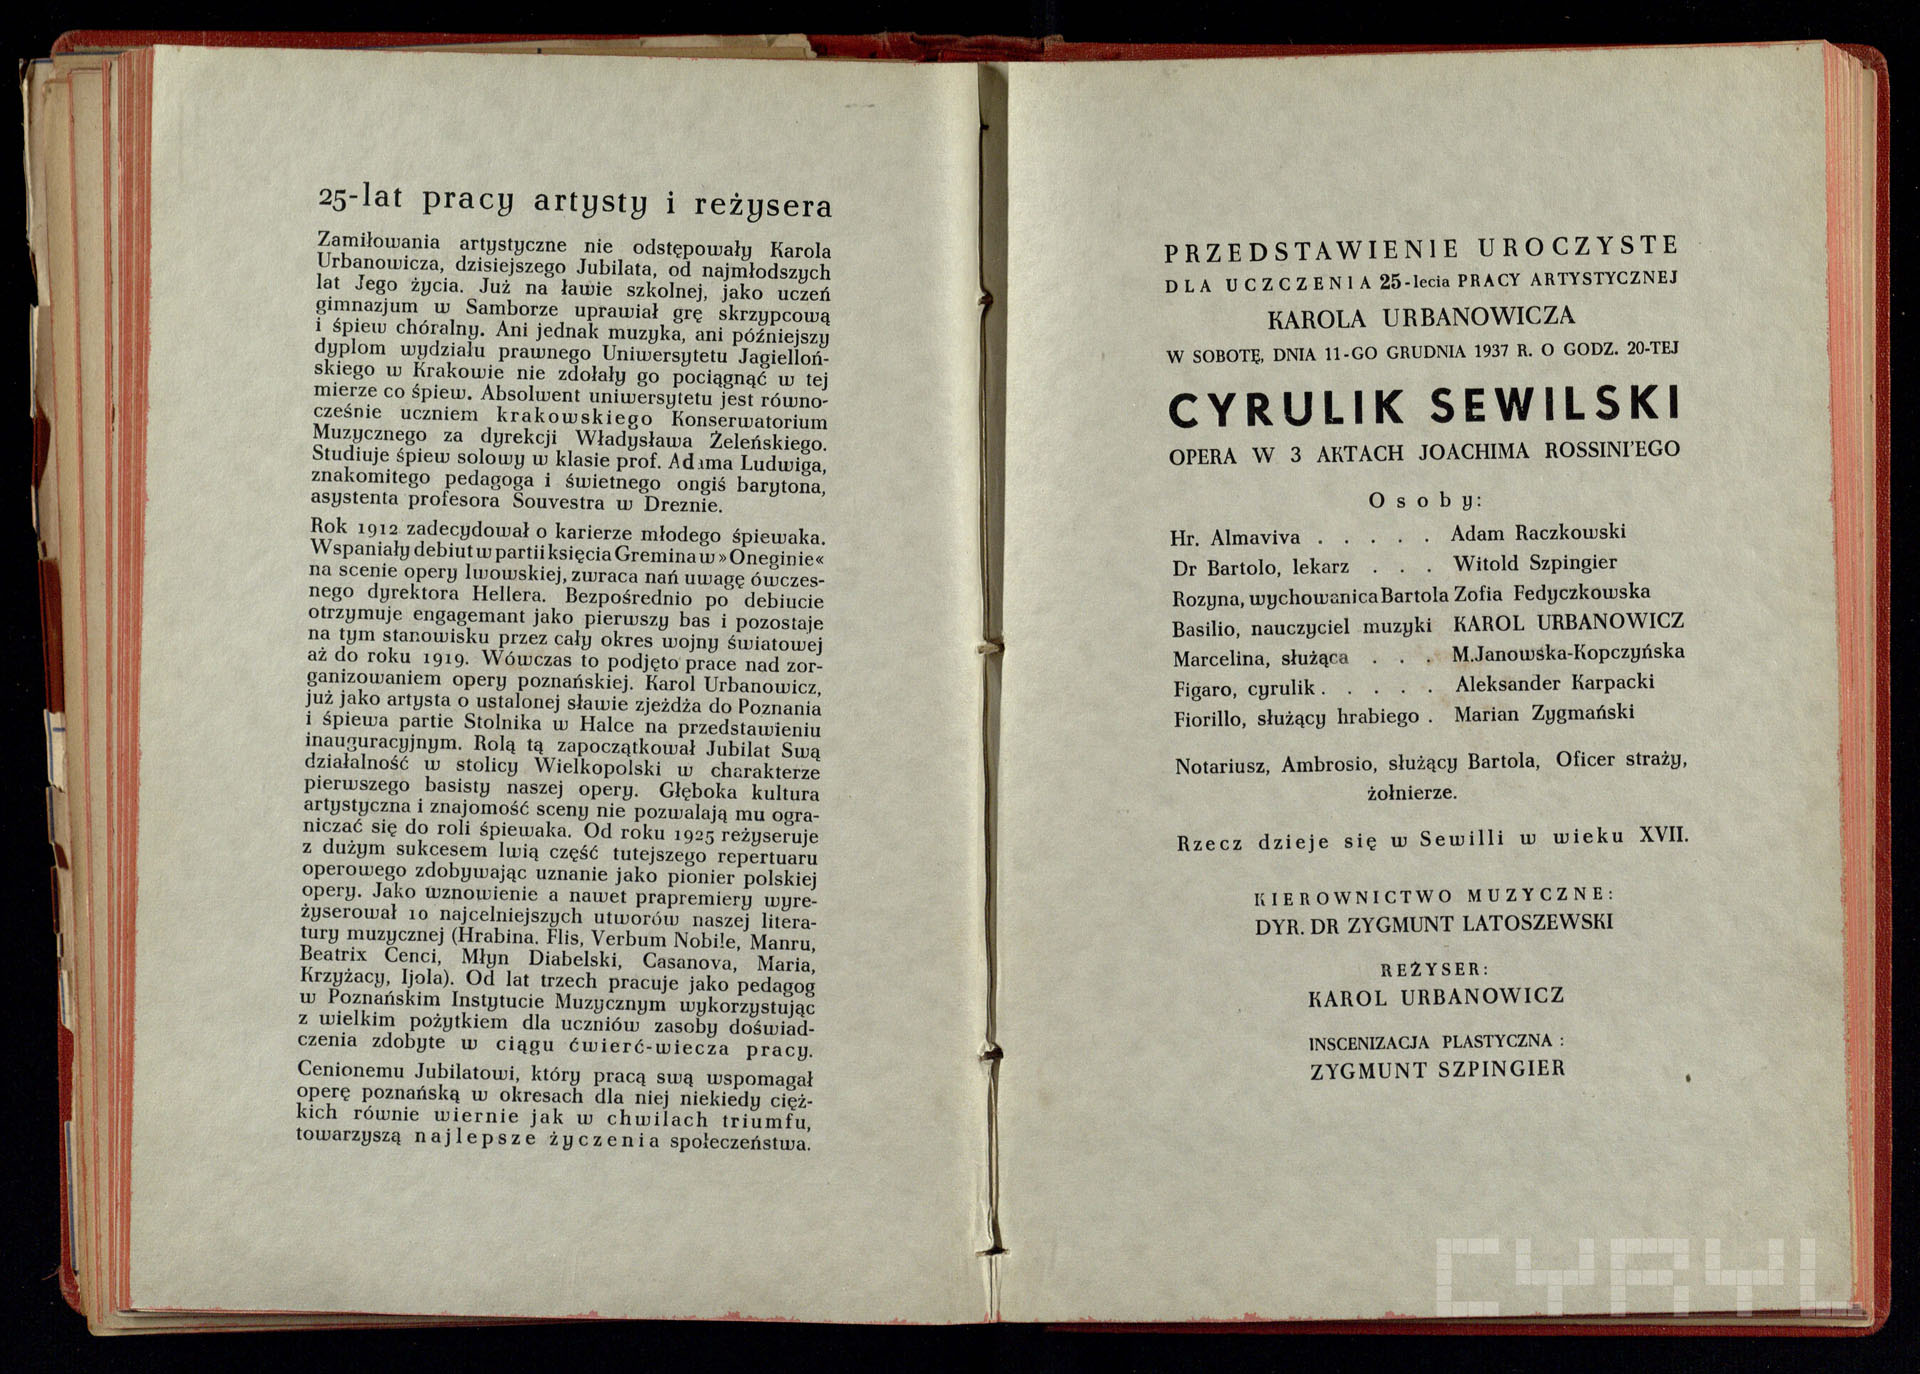 25-lat pracy artysty i reżysera
Zamiłowania artystyczne nie odstępowały Karola
Urbanowicza, dzisiejszego Jubilata, od najmłodszych
lat Jego życia. Już na ławie szkolnej, jako uczeń
gimnazjum w Samborze uprawiał grę skrzypcową
i śpiew chóralny. Ani jednak muzyka, ani późniejszy
dyplom wydziału prawnego Uniwersytetu Jagielloń-
skiego w Krakowie nie zdołały go pociągnąć w tej
mierze co śpiew. Absolwent uniwersytetu jest równo-
cześnie uczniem krakowskiego Konserwatorium
Muzycznego za dyrekcji Władysława Żeleńskiego.
Studiuje śpiew solowy w klasie prof. Adama Ludwiga,
znakomitego pedagoga i świetnego ongiś barytona,
asystenta profesora Souvestra w Dreznie.
Rok 1912 zadecydował o karierze młodego śpiewaka.
Wspaniały debiut w partii księcia Gremina w »Oneginie«
na scenie opery lwowskiej, zwraca nań uwagę ówczes-
nego dyrektora Hellera. Bezpośrednio po debiucie
otrzymuje engagemant jako pierwszy bas i pozostaje
na tym stanowisku przez cały okres wojny światowej
aż do roku 1919. Wówczas to podjęto prace nad zor-
ganizowaniem opery poznańskiej. Karol Urbanowicz,
już jako artysta o ustalonej sławie zjeżdża do Poznania
i śpiewa partie Stolnika w Halce na przedstawieniu
inauguracyjnym. Rolą tą zapoczątkował Jubilat Swą
działalność w stolicy Wielkopolski w charakterze
pierwszego basisty naszej opery. Głęboka kultura
artystyczna i znajomość sceny nie pozwalają mu ogra-
niczać się do roli śpiewaka. Od roku 1925 reżyseruje
z dużym sukcesem lwią część tutejszego repertuaru
operowego zdobywając uznanie jako pionier polskiej
opery. Jako wznowienie a nawet prapremiery wyre-
żyserował 10 najcelniejszych utworów naszej litera-
tury muzycznej (Hrabina. Flis, Verbum Nobile, Manru,
Beatrix Cenci, Młyn Diabelski, Casanova, Maria,
Krzyżacy, Ijola). Od lat trzech pracuje jako pedagog
w Poznańskim Instytucie Muzycznym wykorzystując
z wielkim pożytkiem dla uczniów zasoby doświad-
czenia zdobyte w ciągu ćwierć-wiecza pracy.
Cenionemu Jubilatowi, który pracą swą wspomagał
operę poznańską w okresach dla niej niekiedy cięż-
kich równie wiernie jak w chwilach triumfu,
towarzyszą najlepsze życzenia społeczeństwa.
PRZEDSTAWIENIE UROCZYSTE
DLA UCZCZENIA 25-lecia PRACY ARTYSTYCZNEJ
KAROLA URBANOWICZA
W SOBOTĘ, DNIA 11-GO GRUDNIA 1937 R. O GODZ. 20-TEJ
CYRULIK SEWILSKI
OPERA W 3 AKTACH JOACHIMA ROSSINI'EGO
Osoby:
Hr. Almaviva . . . . . Adam Raczkowski
Dr Bartolo, lekarz . . . Witold Szpingier
Rozyna, wychowanica Bartola Zofia Fedyczkowska
Basilio, nauczyciel muzyki KAROL URBANOWICZ
Marcelina, służąca . . . M.Janowska-Kopczyńska
Figaro, cyrulik . . . . . Aleksander Karpacki
Fiorillo, służący hrabiego . Marian Zygmański
Notariusz, Ambrosio, służący Bartola, Oficer straży,
żołnierze.
Rzecz dzieje się w Sewilli w wieku XVII.
KIEROWNICTWO MUZYCZNE:
DYR. DR ZYGMUNT LATOSZEWSKI
REŻYSER:
KAROL URBANOWICZ
INSCENIZACJA PLASTYCZNA :
ZYGMUNT SZPINGIER
CYRYL